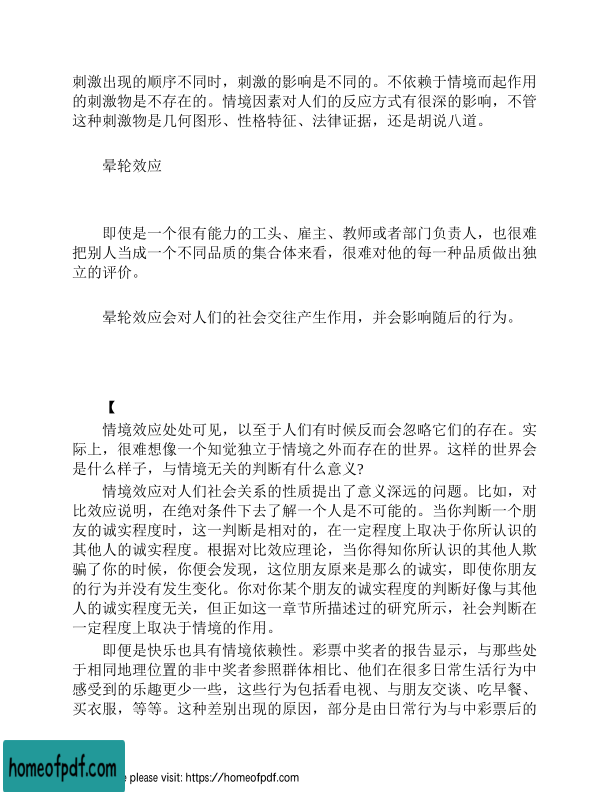 刺激出现的顺序不同时，刺激的影响是不同的。不依赖于情境而起作用
的刺激物是不存在的。情境因素对人们的反应方式有很深的影响，不管
这种刺激物是几何图形、性格特征、法律证据，还是胡说八道。
晕轮效应
即使是一个很有能力的工头、雇主、教师或者部门负责人，也很难
把别人当成一个不同品质的集合体来看，很难对他的每一种品质做出独
立的评价。
晕轮效应会对人们的社会交往产生作用，并会影响随后的行为。
【
情境效应处处可见，以至于人们有时候反而会忽略它们的存在。实
际上，很难想像一个知觉独立于情境之外而存在的世界。这样的世界会
是什么样子，与情境无关的判断有什么意义?
情境效应对人们社会关系的性质提出了意义深远的问题。比如，对
比效应说明，在绝对条件下去了解一个人是不可能的。当你判断一个朋
友的诚实程度时，这一判断是相对的，在一定程度上取决于你所认识的
其他人的诚实程度。根据对比效应理论，当你得知你所认识的其他人欺
骗了你的时候，你便会发现，这位朋友原来是那么的诚实，即使你朋友
的行为并没有发生变化。你对你某个朋友的诚实程度的判断好像与其他
人的诚实程度无关，但正如这一章节所描述过的研究所示，社会判断在
一定程度上取决于情境的作用。
即便是快乐也具有情境依赖性。彩票中奖者的报告显示，与那些处
于相同地理位置的非中奖者参照群体相比、他们在很多日常生活行为中
感受到的乐趣更少一些，这些行为包括看电视、与朋友交谈、吃早餐、
买衣服，等等。这种差别出现的原因，部分是由日常行为与中彩票后的
homeofpdf.com
e please visit: https://homeofpdf.com